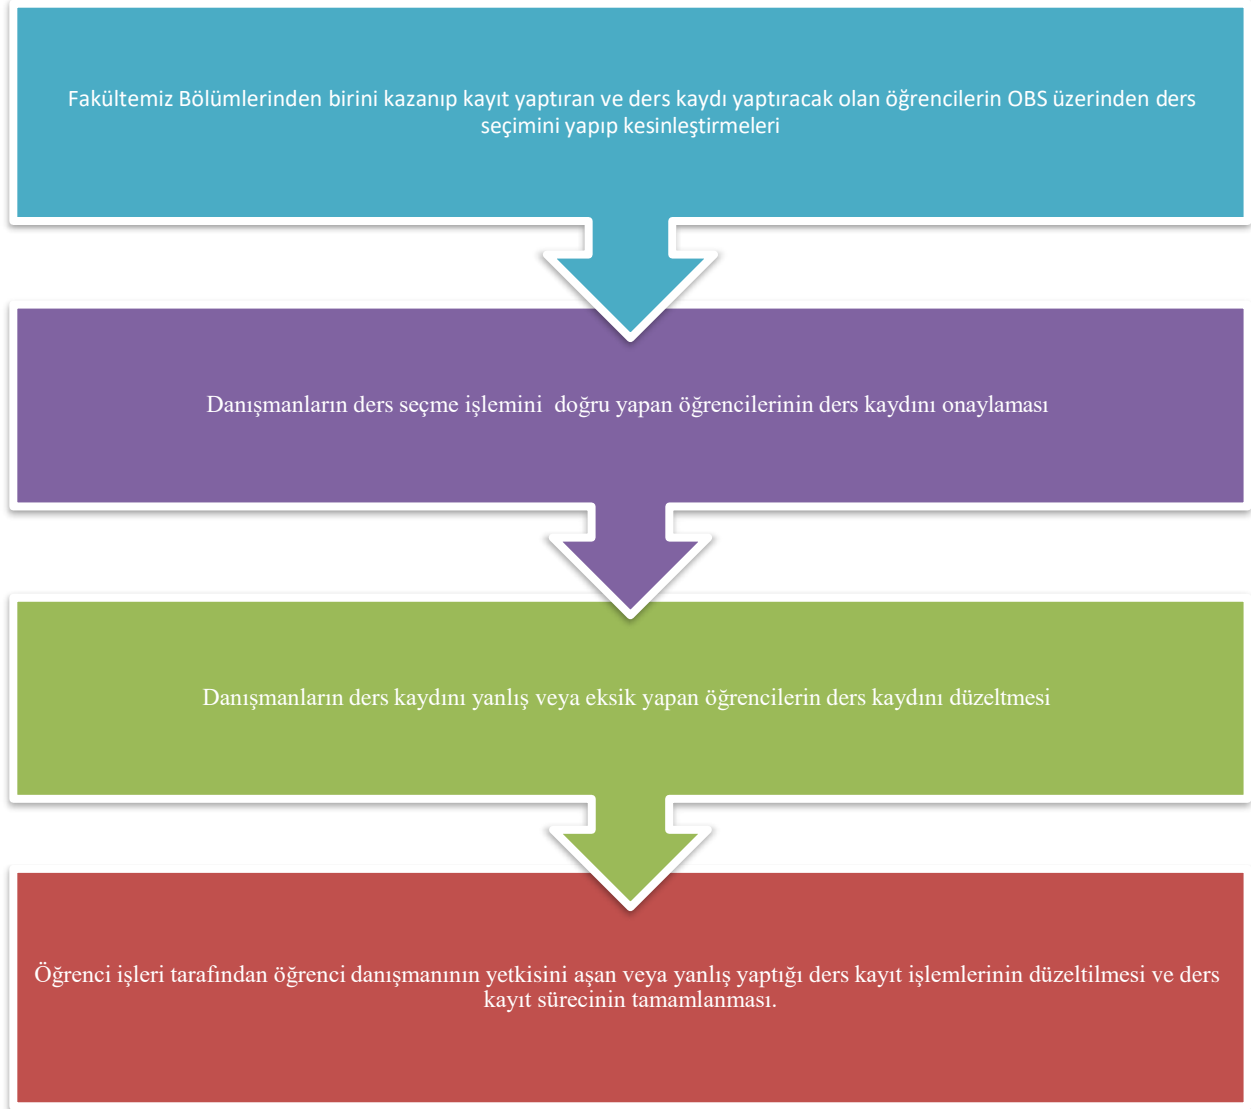 Fakültemiz Bölümlerinden birini kazanıp kayıt yaptıran ve ders kaydı yaptıracak olan öğrencilerin OBS üzerinden ders
seçimini yapıp kesinleştirmeleri
Danışmanların ders seçme işlemini  doğru yapan öğrencilerinin ders kaydını onaylaması
Danışmanların ders kaydını yanlış veya eksik yapan öğrencilerin ders kaydını düzeltmesi
Öğrenci işleri tarafından öğrenci danışmanının yetkisini aşan veya yanlış yaptığı ders kayıt işlemlerinin düzeltilmesi ve ders
kayıt sürecinin tamamlanması.